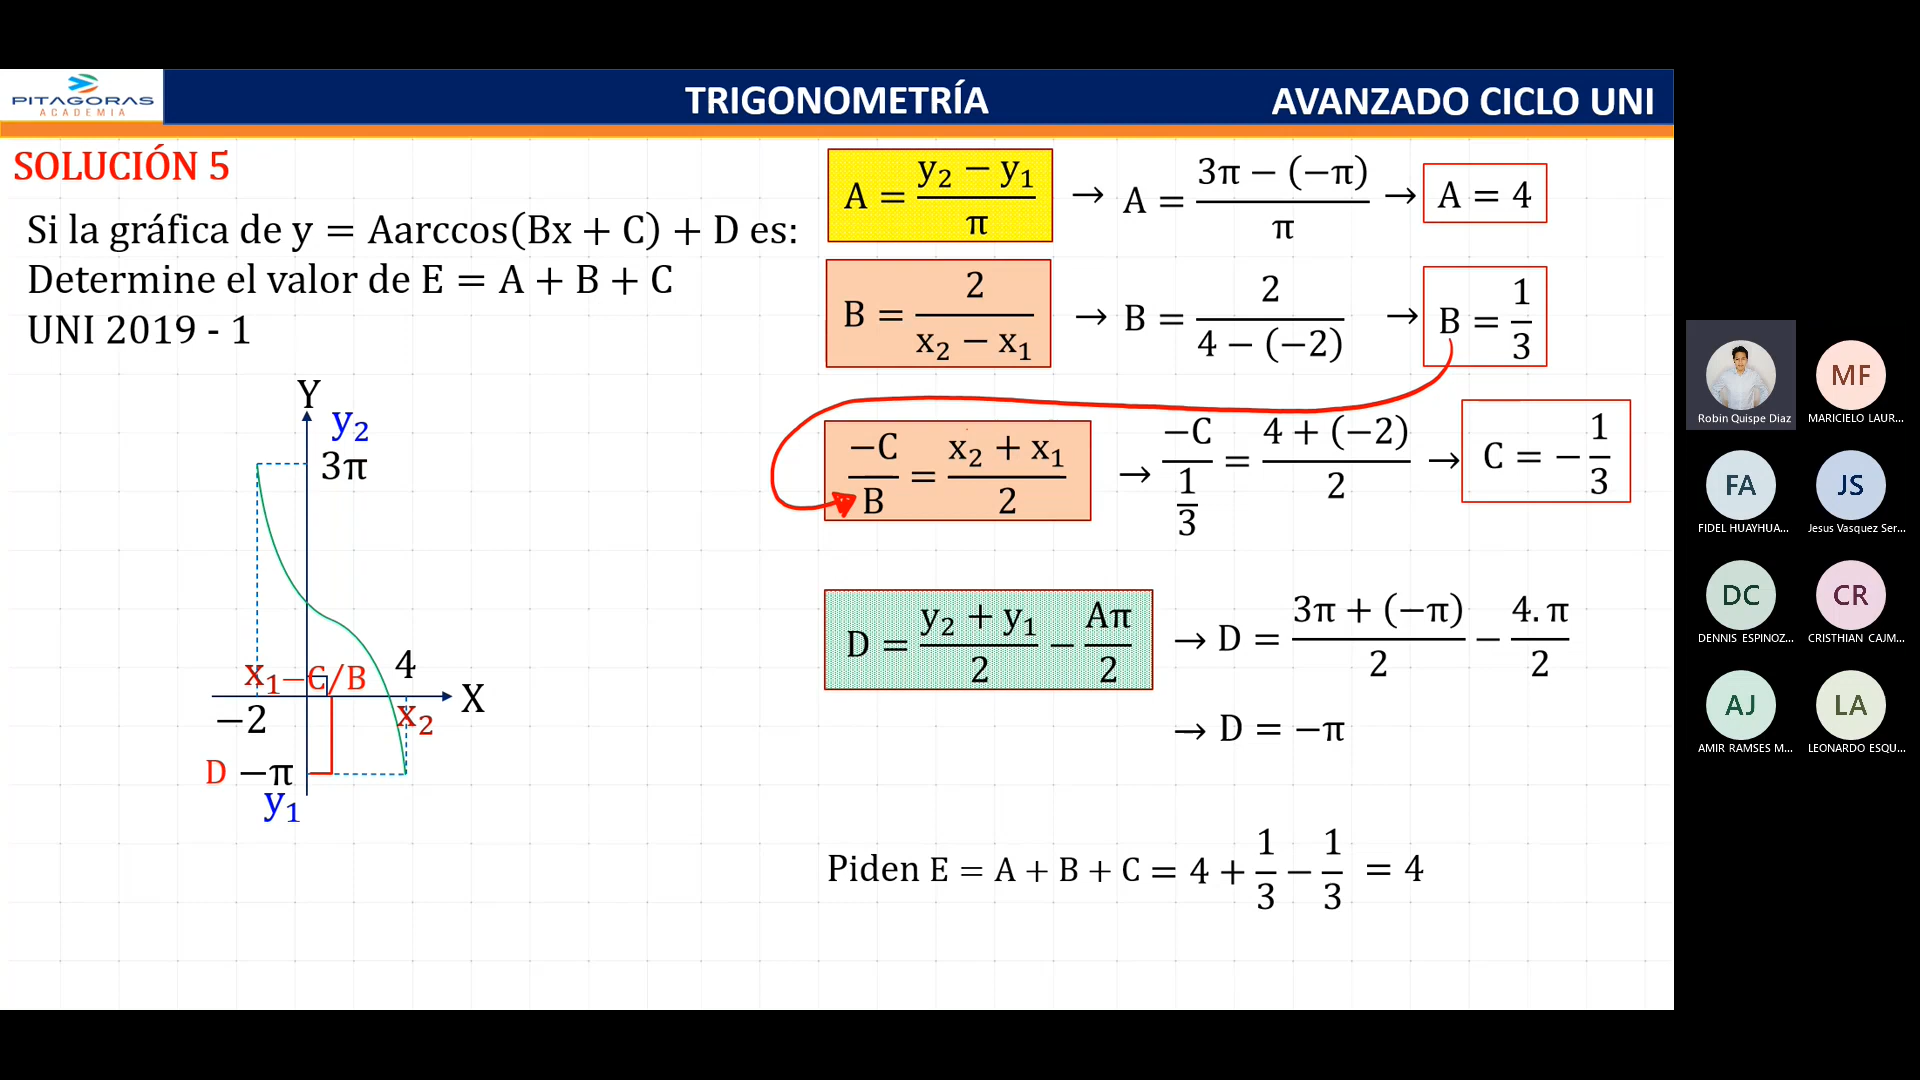 PITAGORAS
ACADEMIA
TRIGONOMETRÍA
AVANZADO CICLO UNI
SOLUCIÓN 5
Si la gráfica de y = Aarccos(Bx + C) + D es:
Determine el valor de E = A + B + C
UNI 2019 - 1
Y
y₂
3π
x₁
−C/B
4
X
−2
x₂
D −π
y₁
A = (y₂ − y₁)/π → A = (3π − (−π))/π → A = 4
B = 2/(x₂ − x₁) → B = 2/(4 − (−2)) → B = 1/3
−C/B = (x₂ + x₁)/2 → −C/(1/3) = (4 + (−2))/2 → C = −1/3
D = (y₂ + y₁)/2 − Aπ/2 → D = (3π + (−π))/2 − 4. π/2
→ D = −π
Piden E = A + B + C = 4 + 1/3 − 1/3 = 4
Robin Quispe Diaz
MF
MARICIELO LAUR...
FA
FIDEL HUAYHUA...
JS
Jesus Vasquez Ser...
DC
DENNIS ESPINOZ...
CR
CRISTHIAN CAJM...
AJ
AMIR RAMSES M...
LA
LEONARDO ESQU...